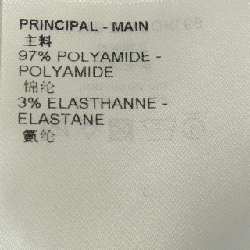 PRINCIPAL - MAIN
主料
97% POLYAMIDE -
POLYAMIDE
锦纶
3% ELASTHANNE -
ELASTANE
氨纶